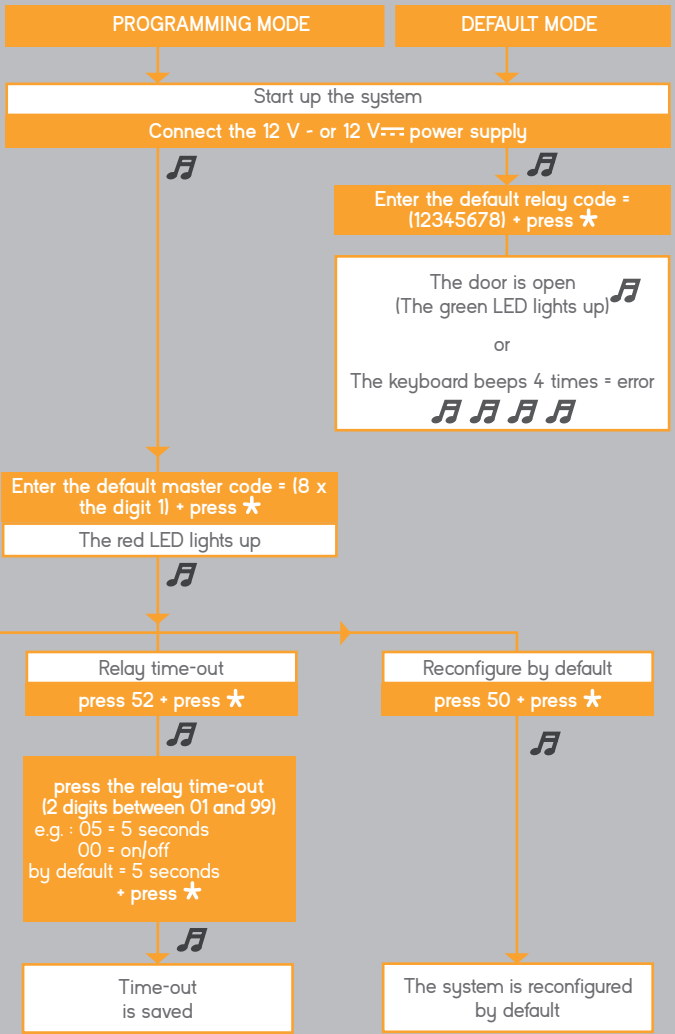 PROGRAMMING MODE
DEFAULT MODE
Start up the system
Connect the 12 V - or 12 V⎓ power supply
Enter the default relay code =
(12345678) + press *
The door is open
(The green LED lights up)
or
The keyboard beeps 4 times = error
Enter the default master code = (8 x
the digit 1) + press *
The red LED lights up
Relay time-out
press 52 + press *
Reconfigure by default
press 50 + press *
press the relay time-out
(2 digits between 01 and 99)
e.g. : 05 = 5 seconds
00 = on/off
by default = 5 seconds
+ press *
Time-out
is saved
The system is reconfigured
by default